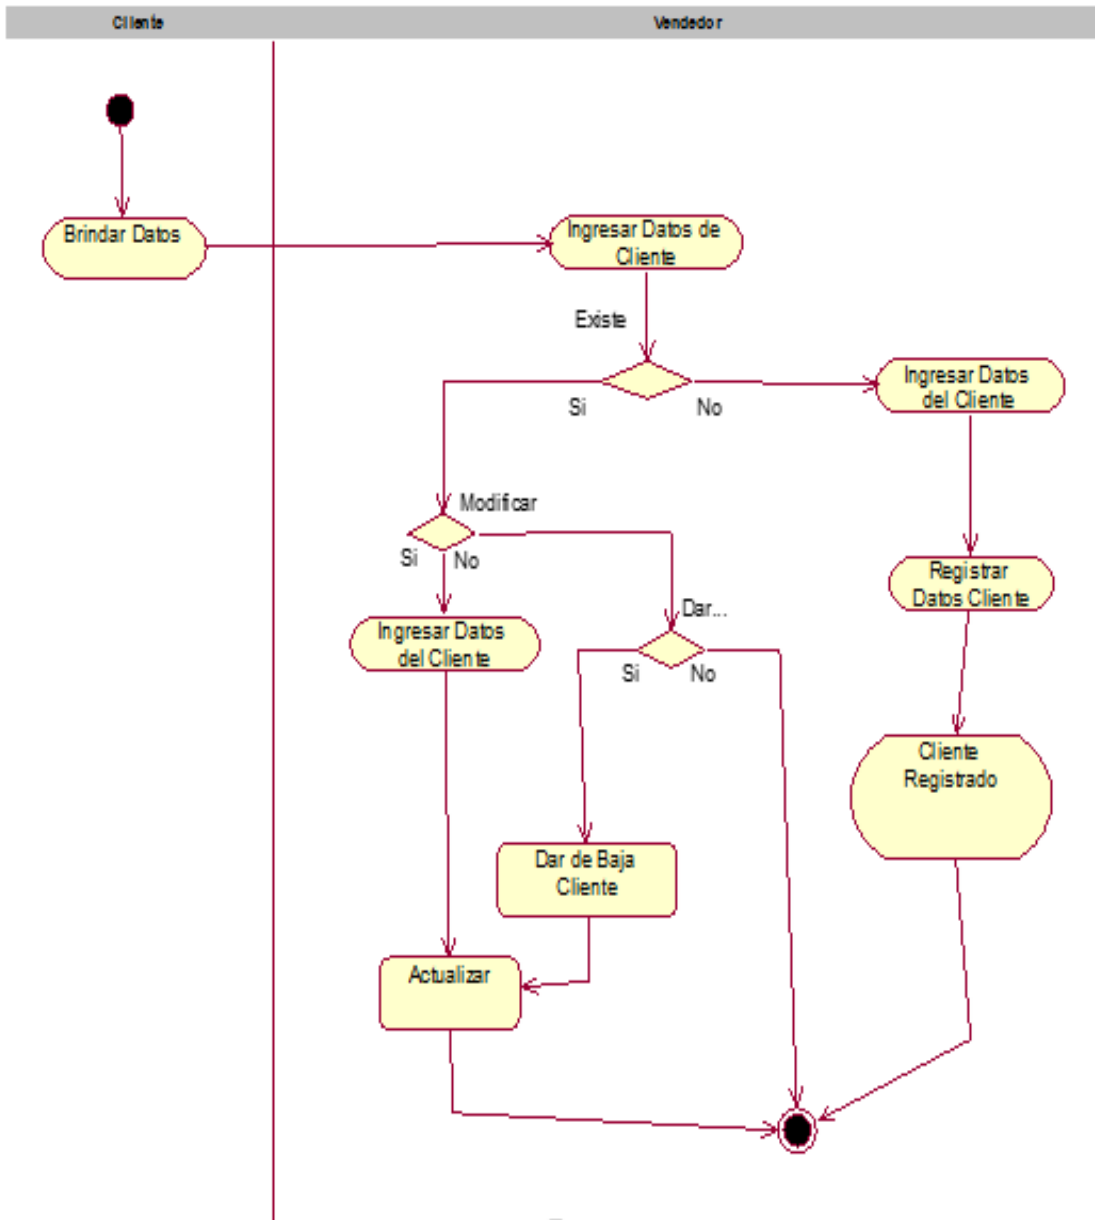 Cliente
Vendedor
Brindar Datos
Ingresar Datos de
Cliente
Existe
Si
No
Ingresar Datos
del Cliente
Modificar
Si
No
Registrar
Datos Cliente
Dar...
Ingresar Datos
del Cliente
Si
No
Cliente
Registrado
Dar de Baja
Cliente
Actualizar